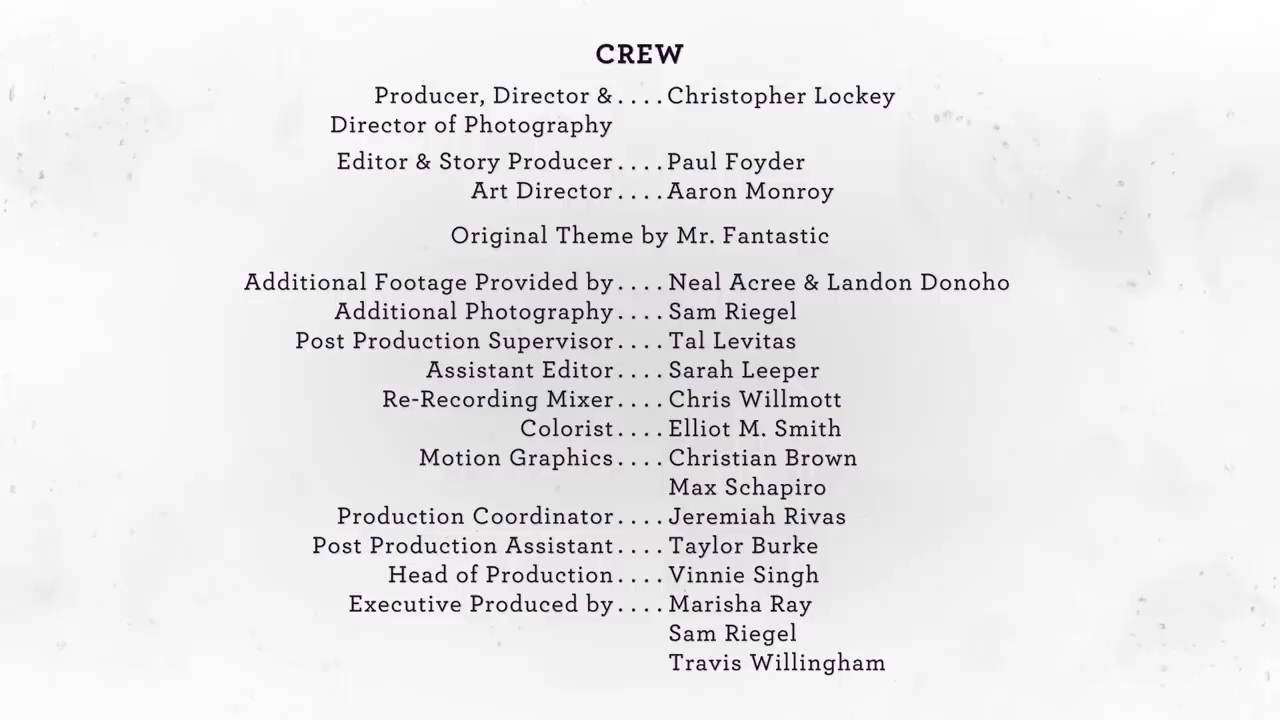 CREW
Producer, Director & .... Christopher Lockey
Director of Photography
Editor & Story Producer .... Paul Foyder
Art Director .... Aaron Monroy
Original Theme by Mr. Fantastic
Additional Footage Provided by .... Neal Acree & Landon Donoho
Additional Photography .... Sam Riegel
Post Production Supervisor .... Tal Levitas
Assistant Editor .... Sarah Leeper
Re-Recording Mixer .... Chris Willmott
Colorist .... Elliot M. Smith
Motion Graphics .... Christian Brown
Max Schapiro
Production Coordinator .... Jeremiah Rivas
Post Production Assistant .... Taylor Burke
Head of Production .... Vinnie Singh
Executive Produced by .... Marisha Ray
Sam Riegel
Travis Willingham